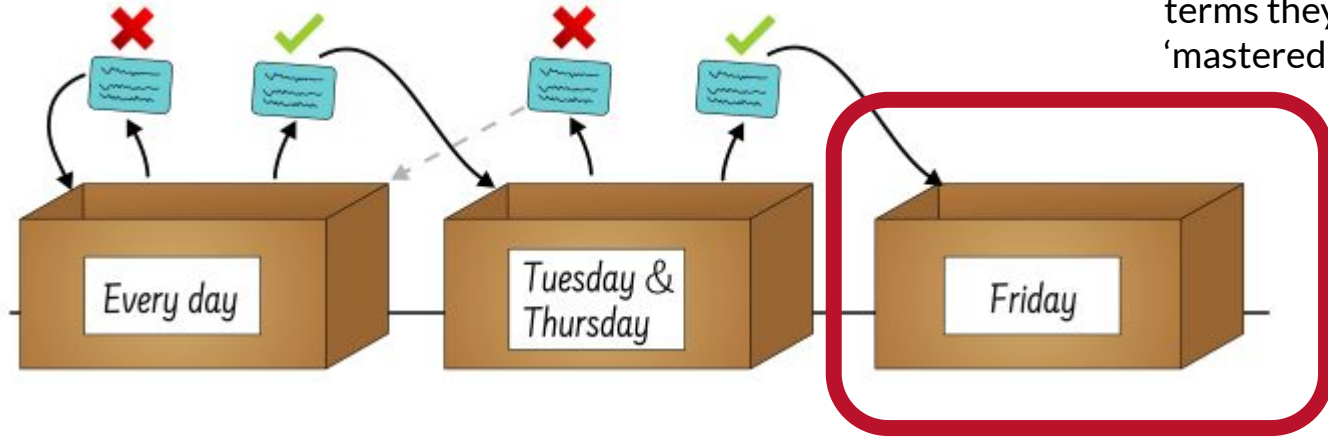 terms they
‘mastered
Every day
Tuesday &
Thursday
Friday